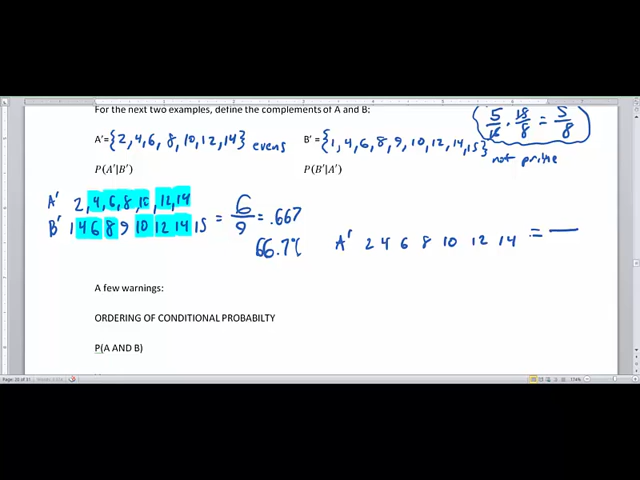 For the next two examples, define the complements of A and B:
5/16 · 16/8 = 5/8
A'={2,4,6,8,10,12,14} evens
B'={1,4,6,8,9,10,12,14,15} not prime
P(A'|B')
P(B'|A')
A' 2,4,6,8,10,12,14
B' 1 4 6 8 9 10 12 14 15 = 6/9 = .667
66.7%
A' 2 4 6 8 10 12 14 =
A few warnings:
ORDERING OF CONDITIONAL PROBABILTY
P(A AND B)